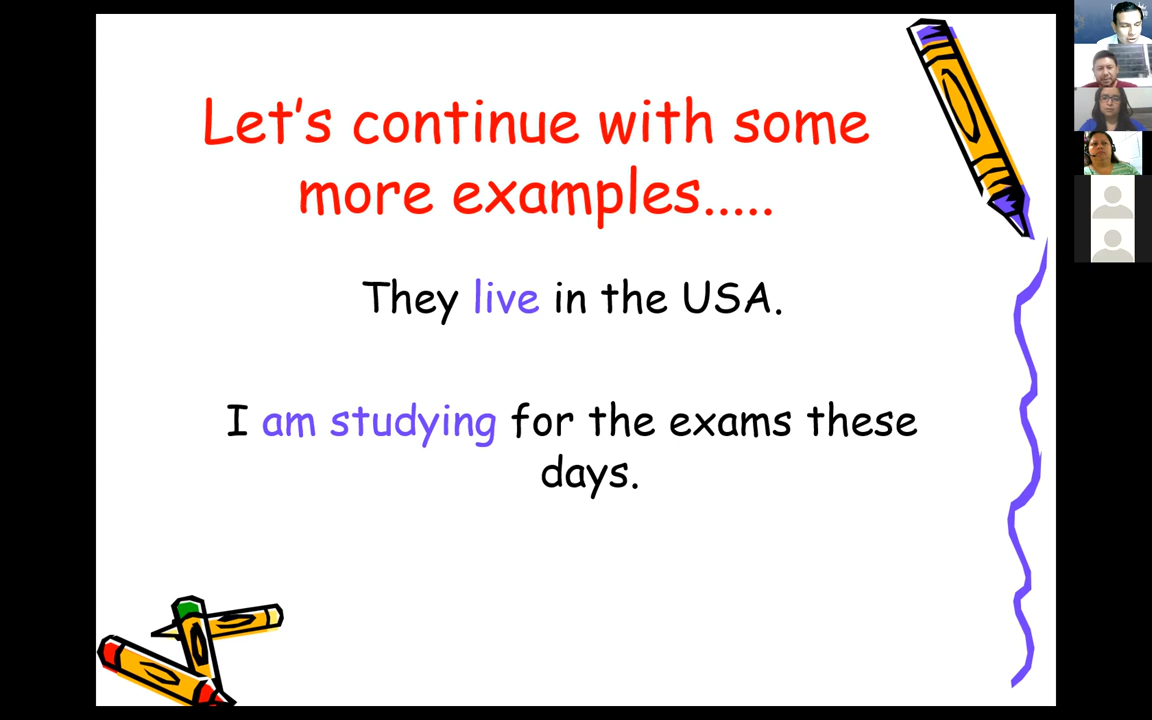 Let's continue with some
more examples.....
They live in the USA.
I am studying for the exams these
days.